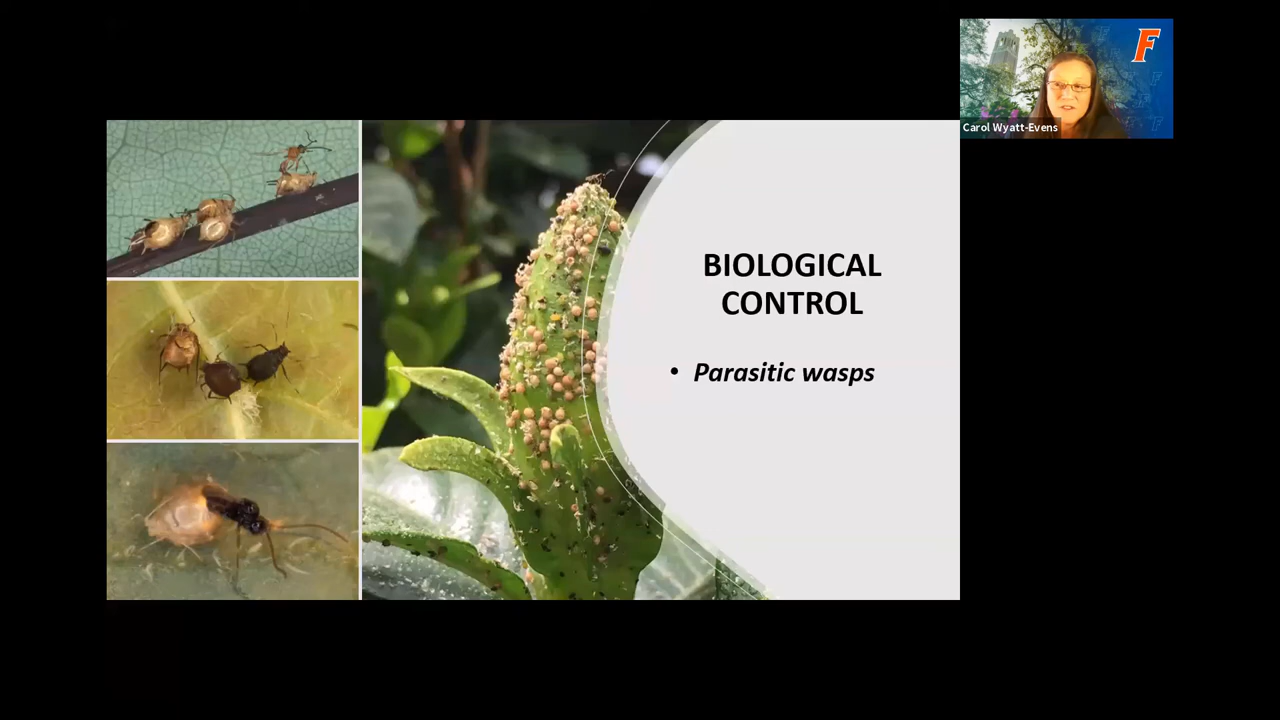 F
Carol Wyatt-Evens
BIOLOGICAL
CONTROL
• Parasitic wasps